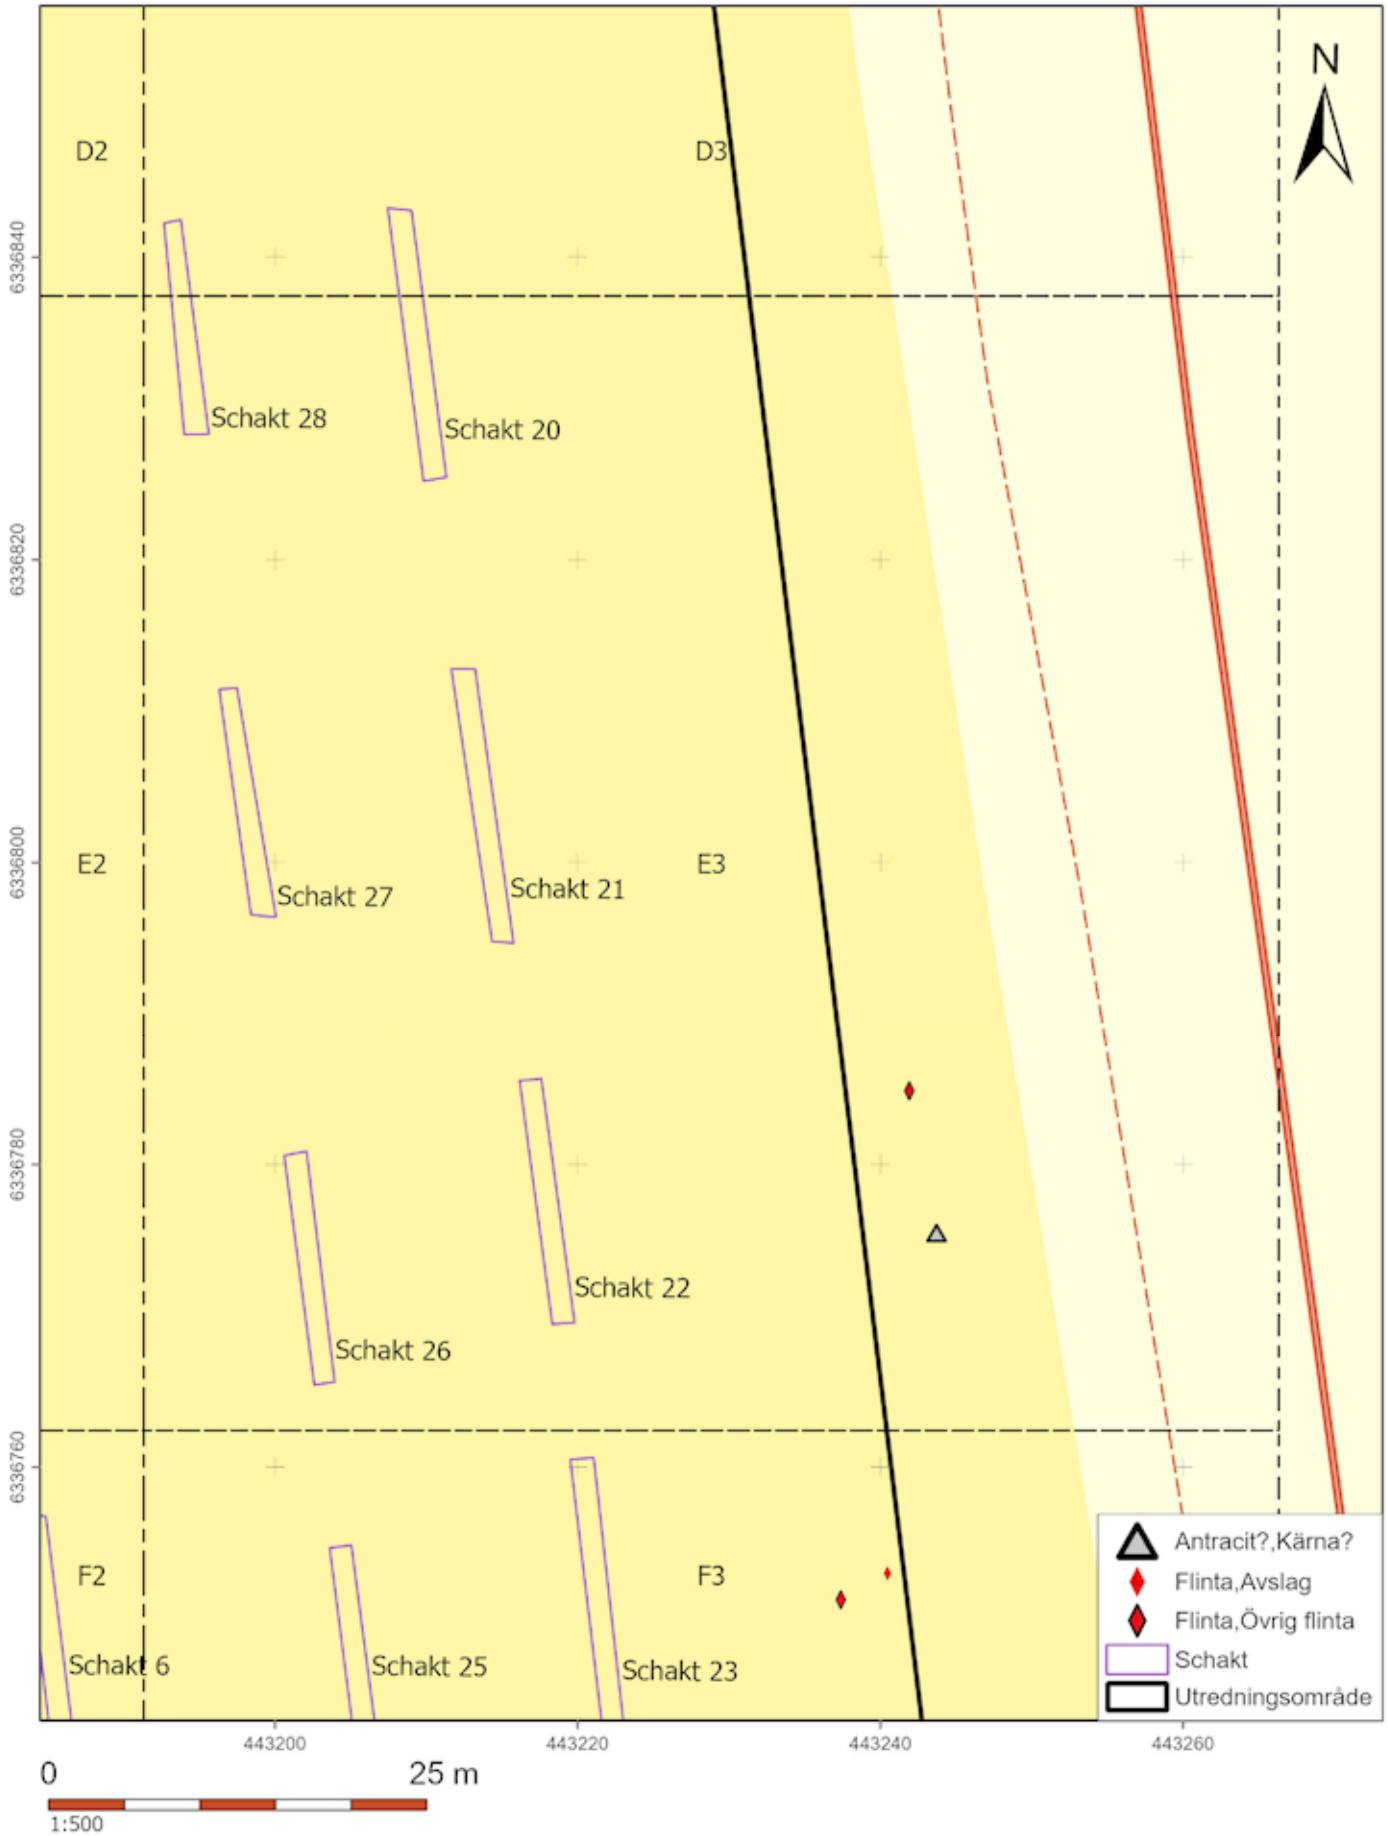 N
D2
D3
6336840
Schakt 28
Schakt 20
6336820
6336800
E2
E3
Schakt 27
Schakt 21
6336780
Schakt 22
Schakt 26
6336760
F2
F3
Schakt 6
Schakt 25
Schakt 23
Antracit?,Kärna?
Flinta,Avslag
Flinta,Övrig flinta
Schakt
Utredningsområde
443200
443220
443240
443260
0
25 m
1:500